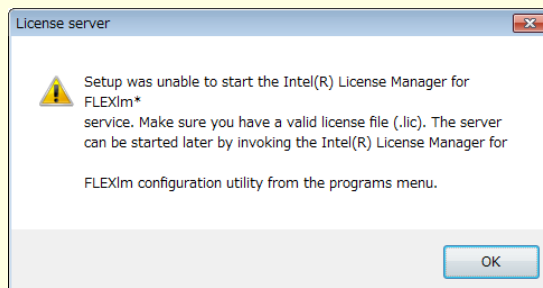 License server
Setup was unable to start the Intel(R) License Manager for
FLEXlm*
service. Make sure you have a valid license file (.lic). The server
can be started later by invoking the Intel(R) License Manager for
FLEXlm configuration utility from the programs menu.
OK